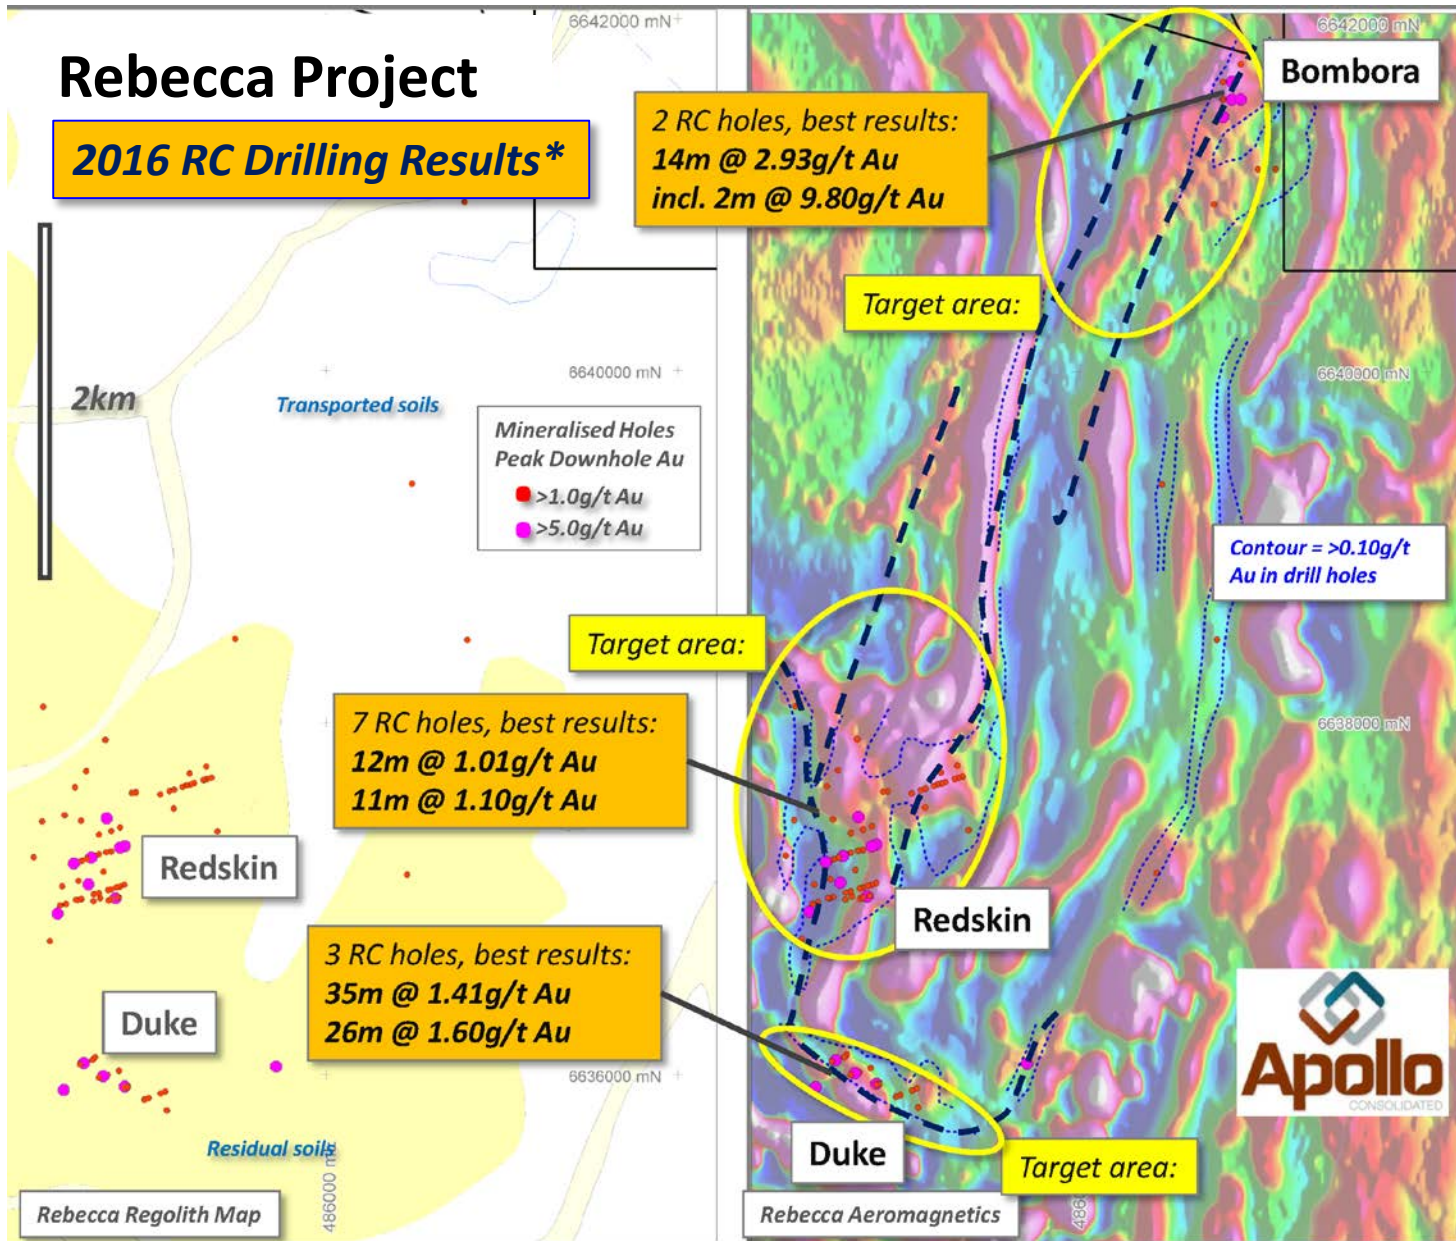 Rebecca Project
2016 RC Drilling Results*
6642000 mN
6642000 mN
Bombora
2 RC holes, best results:
14m @ 2.93g/t Au
incl. 2m @ 9.80g/t Au
Target area:
2km
6640000 mN
6640000 mN
Transported soils
Mineralised Holes
Peak Downhole Au
>1.0g/t Au
>5.0g/t Au
Contour = >0.10g/t
Au in drill holes
Target area:
7 RC holes, best results:
12m @ 1.01g/t Au
11m @ 1.10g/t Au
6638000 mN
Redskin
Redskin
3 RC holes, best results:
35m @ 1.41g/t Au
26m @ 1.60g/t Au
Duke
6636000 mN
Apollo
CONSOLIDATED
Residual soils
Duke
Target area:
486000 mE
Rebecca Regolith Map
Rebecca Aeromagnetics